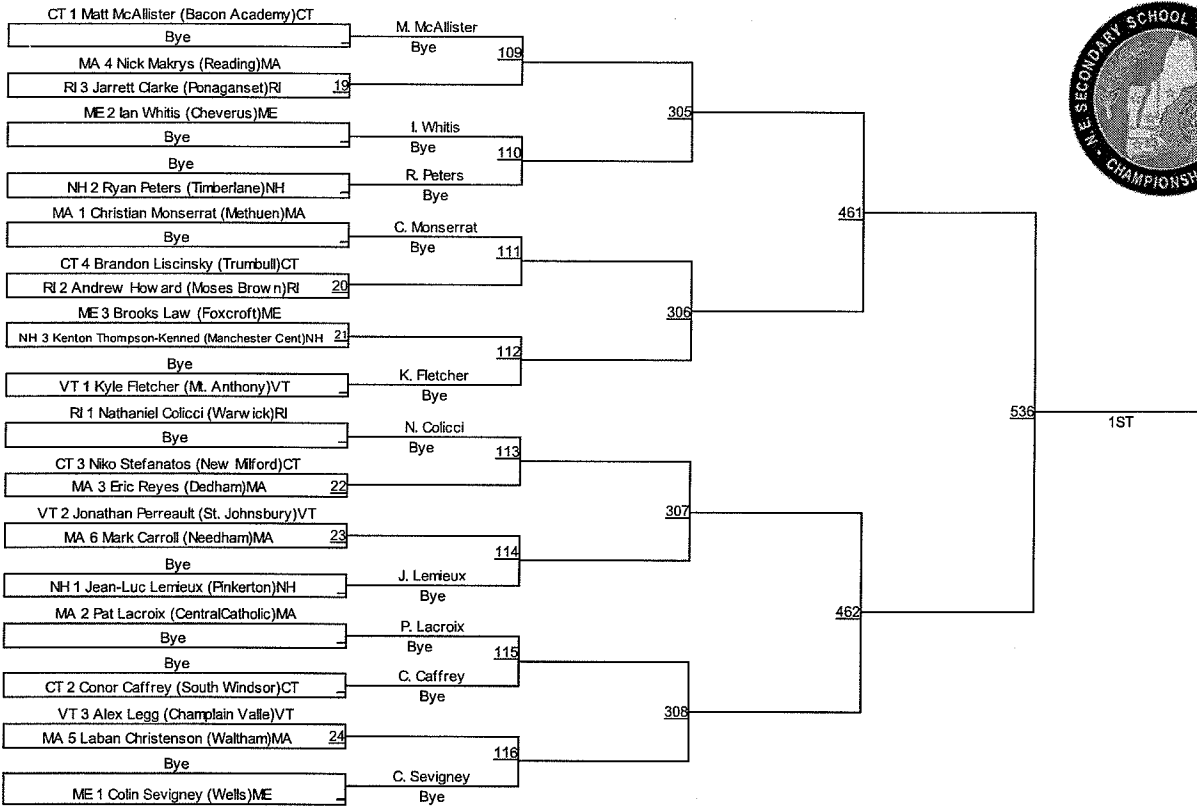 CT 1 Matt McAllister (Bacon Academy)CT
Bye
MA 4 Nick Makrys (Reading)MA
RI 3 Jarrett Clarke (Ponaganset)RI 19
ME 2 Ian Whitis (Cheverus)ME
Bye
Bye
NH 2 Ryan Peters (Timberlane)NH
MA 1 Christian Monserrat (Methuen)MA
Bye
CT 4 Brandon Liscinsky (Trumbull)CT
RI 2 Andrew Howard (Moses Brown)RI 20
ME 3 Brooks Law (Foxcroft)ME
NH 3 Kenton Thompson-Kenned (Manchester Cent)NH 21
Bye
VT 1 Kyle Fletcher (Mt. Anthony)VT
RI 1 Nathaniel Colicci (Warwick)RI
Bye
CT 3 Niko Stefanatos (New Milford)CT
MA 3 Eric Reyes (Dedham)MA 22
VT 2 Jonathan Perreault (St. Johnsbury)VT
MA 6 Mark Carroll (Needham)MA 23
Bye
NH 1 Jean-Luc Lemieux (Pinkerton)NH
MA 2 Pat Lacroix (CentralCatholic)MA
Bye
Bye
CT 2 Conor Caffrey (South Windsor)CT
VT 3 Alex Legg (Champlain Valle)VT
MA 5 Laban Christenson (Waltham)MA 24
Bye
ME 1 Colin Sevigney (Wells)ME
M. McAllister
Bye
109
I. Whitis
Bye
110
R. Peters
Bye
C. Monserrat
Bye
111
112
K. Fletcher
Bye
N. Colicci
Bye
113
114
J. Lemieux
Bye
P. Lacroix
Bye
115
C. Caffrey
Bye
116
C. Sevigney
Bye
305
306
307
308
461
462
536
1ST
N.E. SECONDARY SCHOOL
CHAMPIONSH